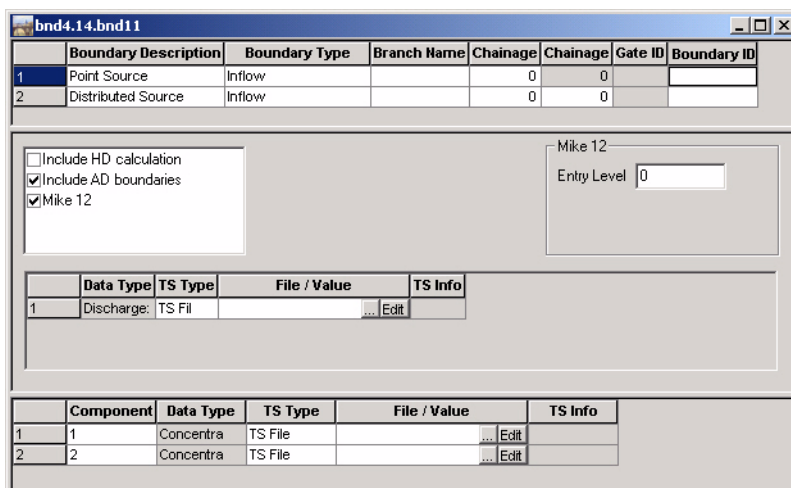 bnd4.14.bnd11
Boundary Description Boundary Type Branch Name Chainage Chainage Gate ID Boundary ID
1 Point Source Inflow 0 0
2 Distributed Source Inflow 0 0
Include HD calculation
Include AD boundaries
Mike 12
Mike 12
Entry Level 0
Data Type TS Type File / Value TS Info
1 Discharge: TS Fil ... Edit
Component Data Type TS Type File / Value TS Info
1 1 Concentra TS File ... Edit
2 2 Concentra TS File ... Edit